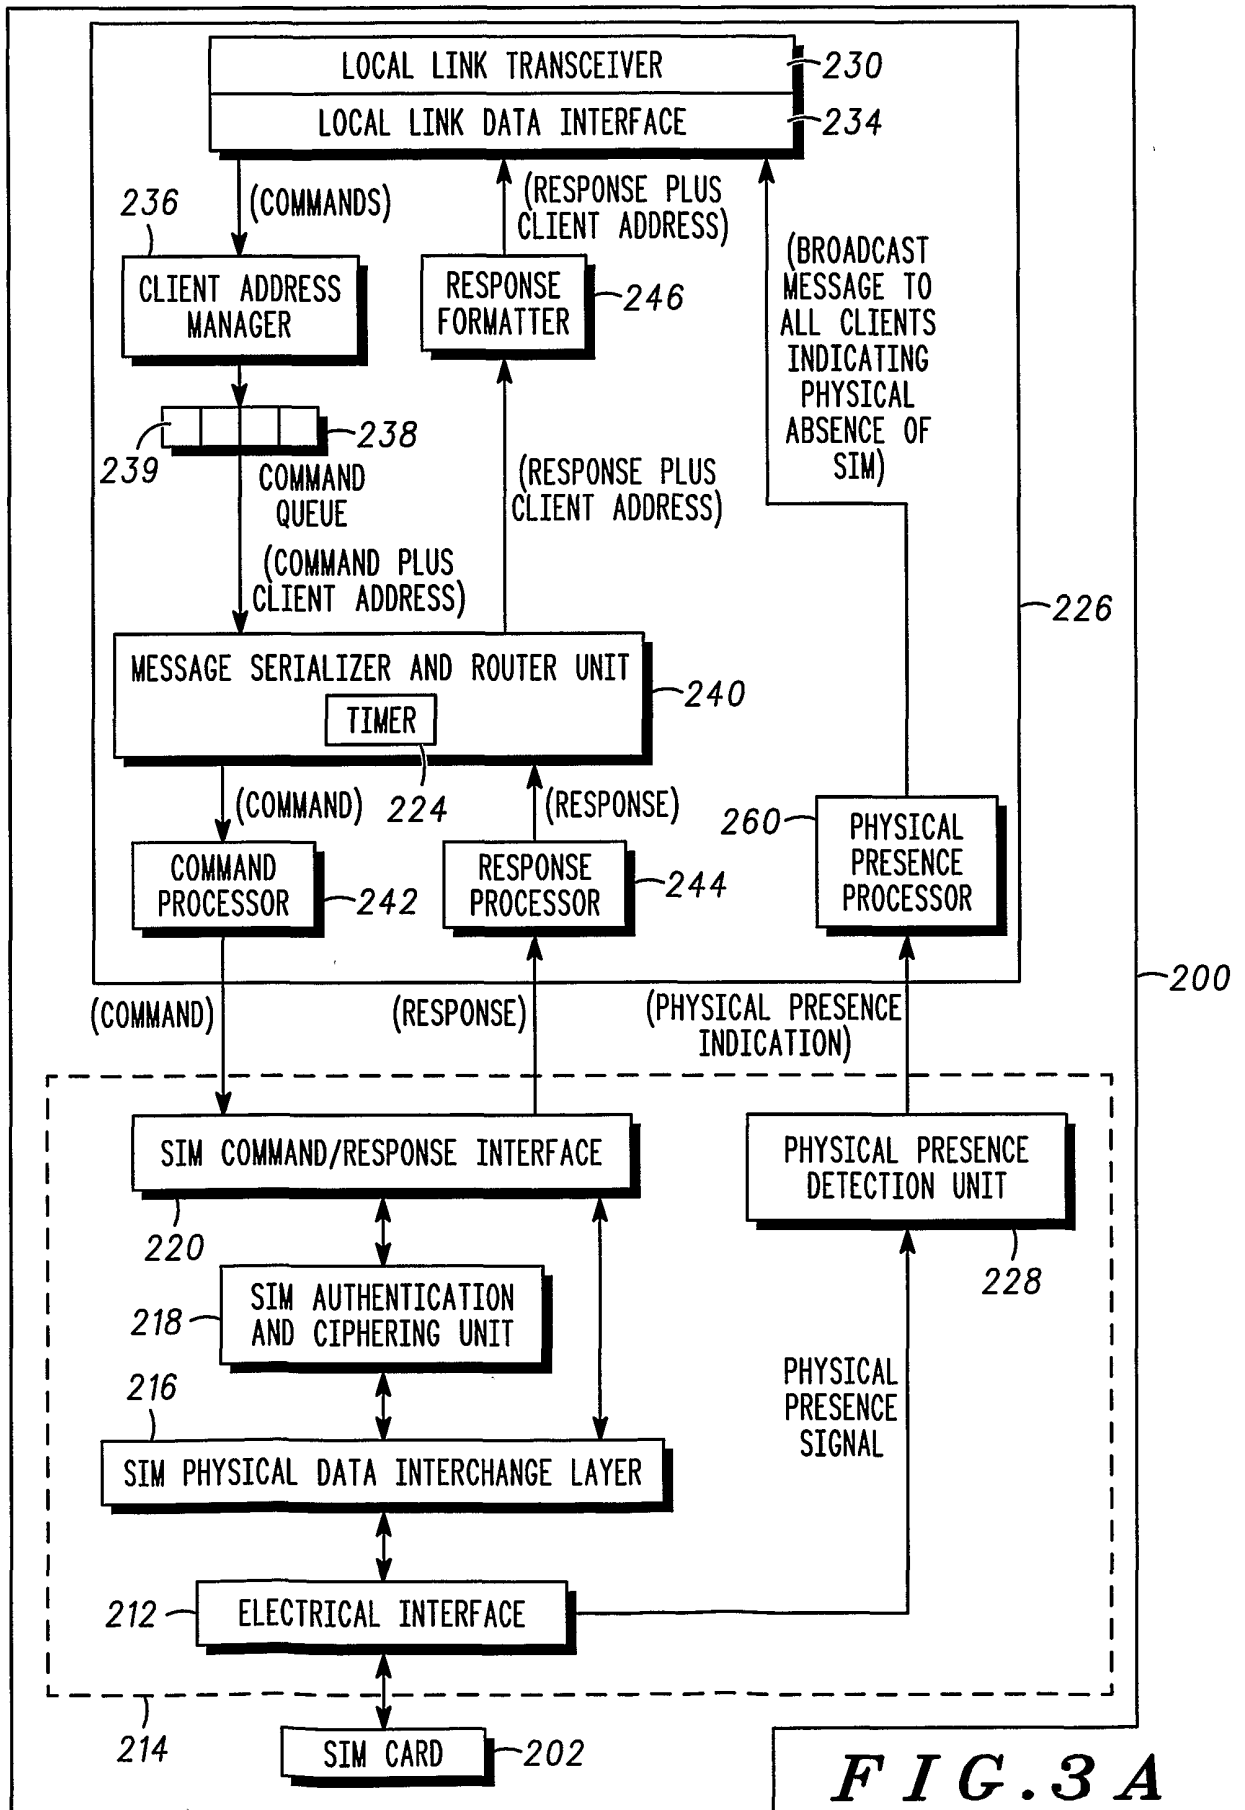 LOCAL LINK TRANSCEIVER
230
LOCAL LINK DATA INTERFACE
234
236
(COMMANDS)
(RESPONSE PLUS
CLIENT ADDRESS)
CLIENT ADDRESS
MANAGER
RESPONSE
FORMATTER
246
(BROADCAST
MESSAGE TO
ALL CLIENTS
INDICATING
PHYSICAL
ABSENCE OF
SIM)
239
238
COMMAND
QUEUE
(RESPONSE PLUS
CLIENT ADDRESS)
(COMMAND PLUS
CLIENT ADDRESS)
226
MESSAGE SERIALIZER AND ROUTER UNIT
240
TIMER
224
(COMMAND)
(RESPONSE)
260
PHYSICAL
PRESENCE
PROCESSOR
COMMAND
PROCESSOR
242
RESPONSE
PROCESSOR
244
200
(COMMAND)
(RESPONSE)
(PHYSICAL PRESENCE
INDICATION)
SIM COMMAND/RESPONSE INTERFACE
220
PHYSICAL PRESENCE
DETECTION UNIT
228
218
SIM AUTHENTICATION
AND CIPHERING UNIT
216
PHYSICAL
PRESENCE
SIGNAL
SIM PHYSICAL DATA INTERCHANGE LAYER
212
ELECTRICAL INTERFACE
214
SIM CARD
202
FIG.3A